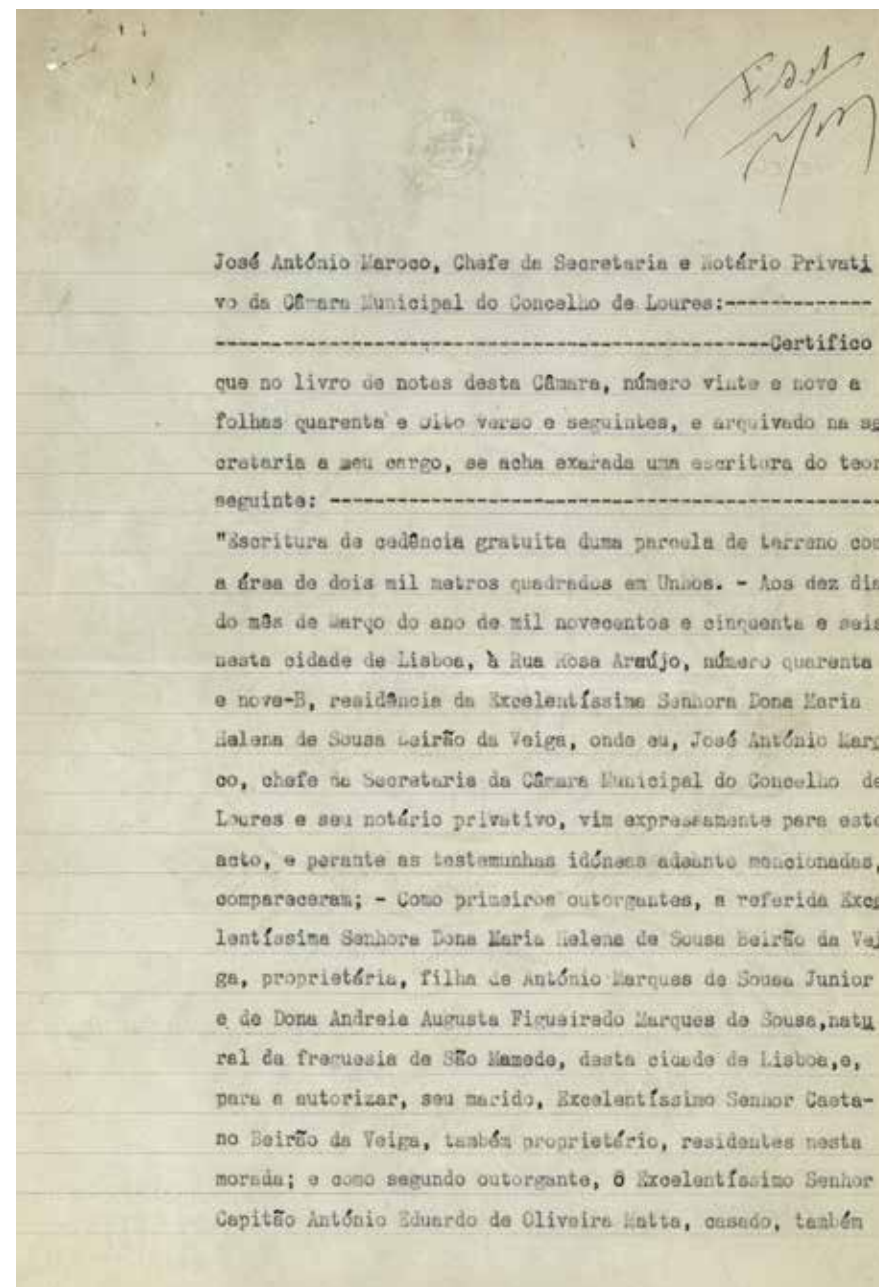 José António Maroco, Chefe da Secretaria e Notário Privati
vo da Câmara Municipal do Concelho de Loures:-------------
-------------------------------------------------Certifico
que no livro de notas desta Câmara, número vinte e nove a
folhas quarenta e oito verso e seguintes, e arquivado na se
cretaria a meu cargo, se acha exarada uma escritura do teor
seguinte: -------------------------------------------------
"Escritura de cedência gratuita duma parcela de terreno com
a área de dois mil metros quadrados em Unhos. - Aos dez dia
do mês de Março do ano de mil novecentos e cinquenta e seis
nesta cidade de Lisboa, à Rua Rosa Araújo, número quarenta
e nove-B, residência da Excelentíssima Senhora Dona Maria
Helena de Sousa Beirão da Veiga, onde eu, José António Maro
co, chefe da Secretaria da Câmara Municipal do Concelho de
Loures e seu notário privativo, vim expressamente para este
acto, e perante as testemunhas idóneas adeante mencionadas,
compareceram; - Como primeiros outorgantes, a referida Exce
lentíssima Senhora Dona Maria Helena de Sousa Beirão da Vei
ga, proprietária, filha de António Marques de Sousa Junior
e de Dona Andreia Augusta Figueiredo Marques de Sousa,natu
ral da freguesia de São Mamede, desta cidade de Lisboa,e,
para a autorizar, seu marido, Excelentíssimo Senhor Caeta-
no Beirão da Veiga, também proprietário, residentes nesta
morada; e como segundo outorgante, ô Excelentíssimo Senhor
Capitão António Eduardo de Oliveira Matta, casado, também